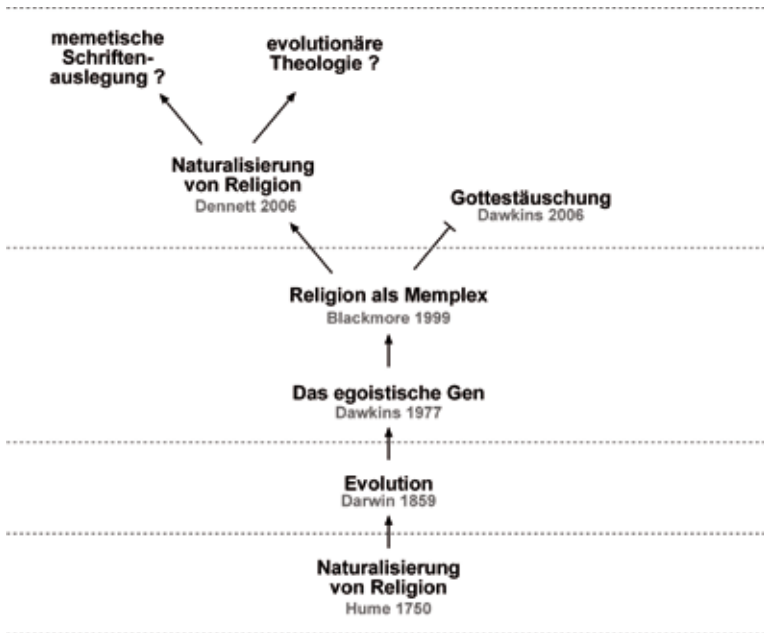 memetische
Schriften-
auslegung ?
evolutionäre
Theologie ?
Naturalisierung
von Religion
Dennett 2006
Gottestäuschung
Dawkins 2006
Religion als Memplex
Blackmore 1999
Das egoistische Gen
Dawkins 1977
Evolution
Darwin 1859
Naturalisierung
von Religion
Hume 1750